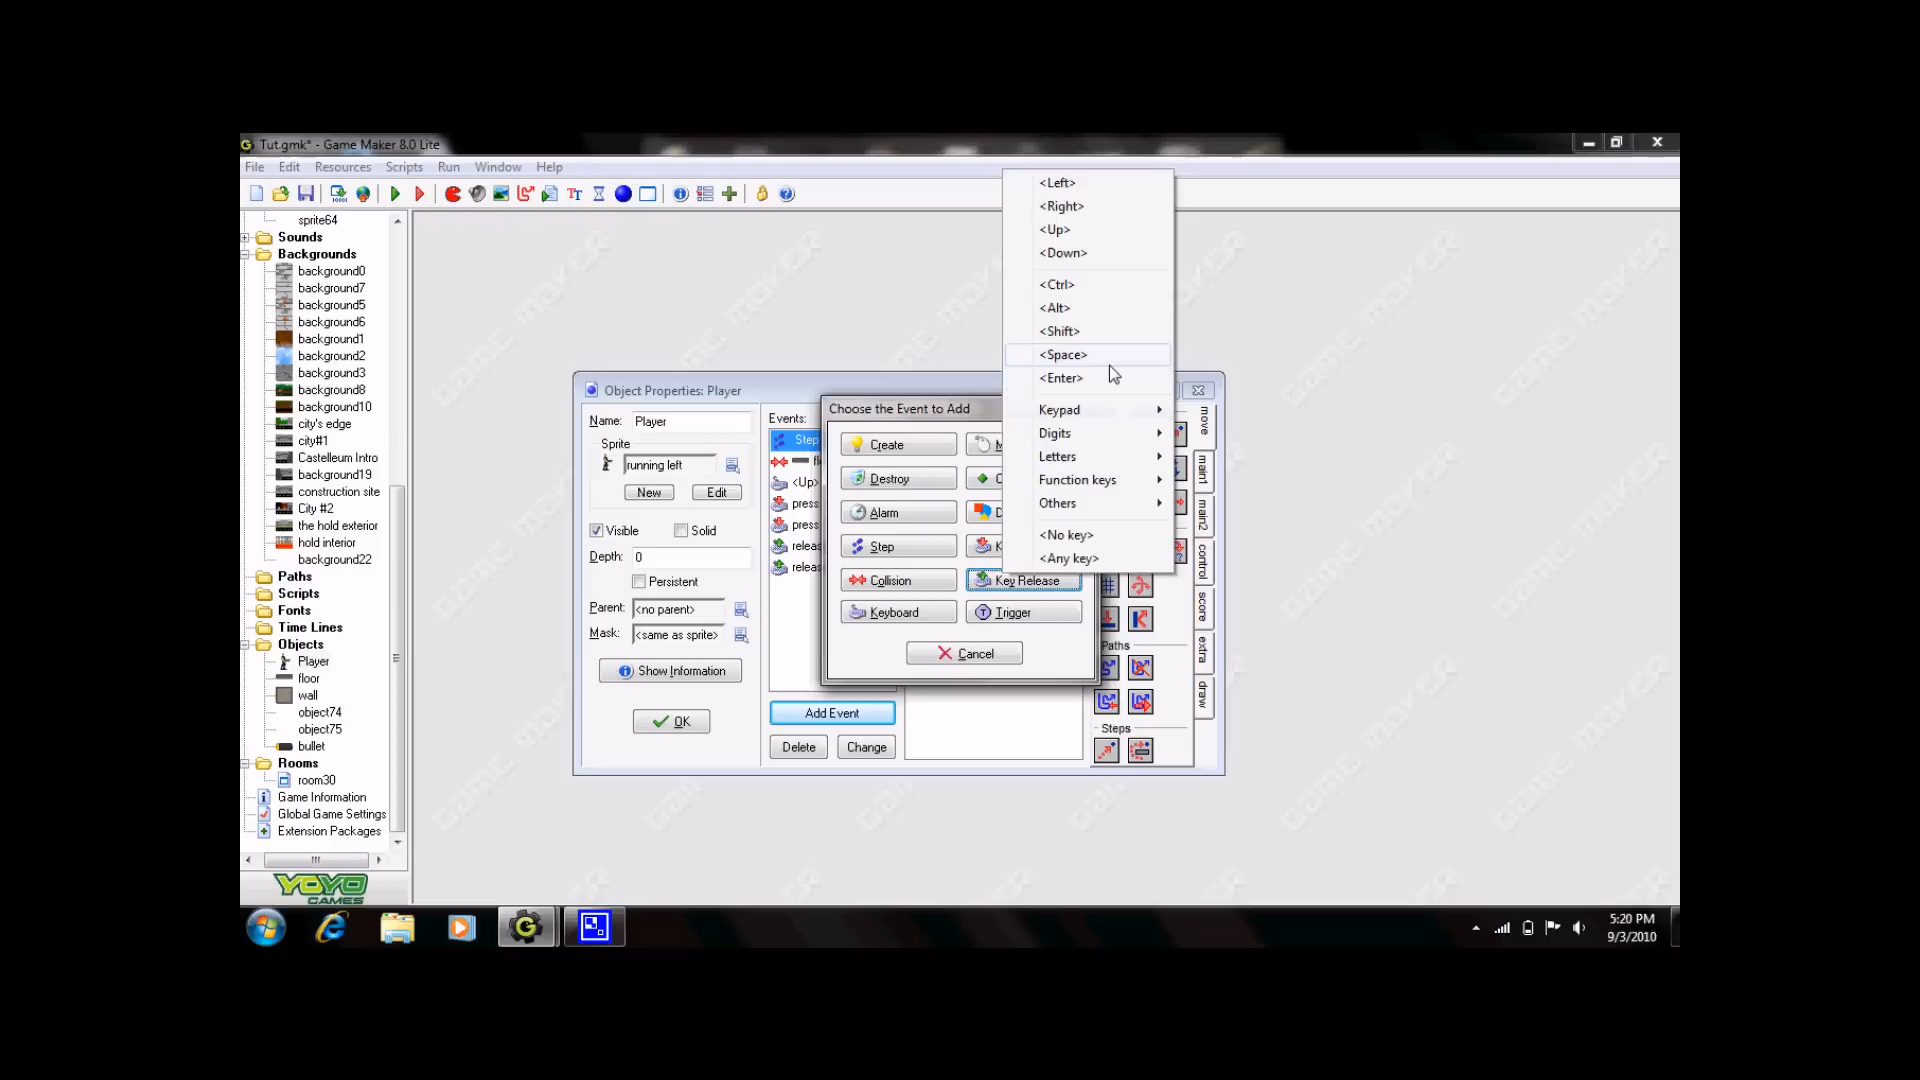 Tut.gmk* - Game Maker 8.0 Lite
File Edit Resources Scripts Run Window Help
sprite64
Sounds
Backgrounds
background0
background7
background5
background6
background1
background2
background3
background8
background10
city's edge
city#1
Castelleum Intro
background19
construction site
City #2
the hold exterior
hold interior
background22
Paths
Scripts
Fonts
Time Lines
Objects
Player
floor
wall
object74
object75
bullet
Rooms
room30
Game Information
Global Game Settings
Extension Packages
YOYO GAMES
Object Properties: Player
Name: Player
Sprite
running left
New Edit
Visible Solid
Depth: 0
Persistent
Parent: <no parent>
Mask: <same as sprite>
Show Information
OK
Events:
Step
<Up>
press
press
Add Event
Delete Change
Choose the Event to Add
Create
Destroy
Alarm
Step
Collision
Keyboard
Key Release
Trigger
Cancel
<Left>
<Right>
<Up>
<Down>
<Ctrl>
<Alt>
<Shift>
<Space>
<Enter>
Keypad
Digits
Letters
Function keys
Others
<No key>
<Any key>
Steps
move
main1
main2
control
score
extra
draw
game maker
5:20 PM
9/3/2010